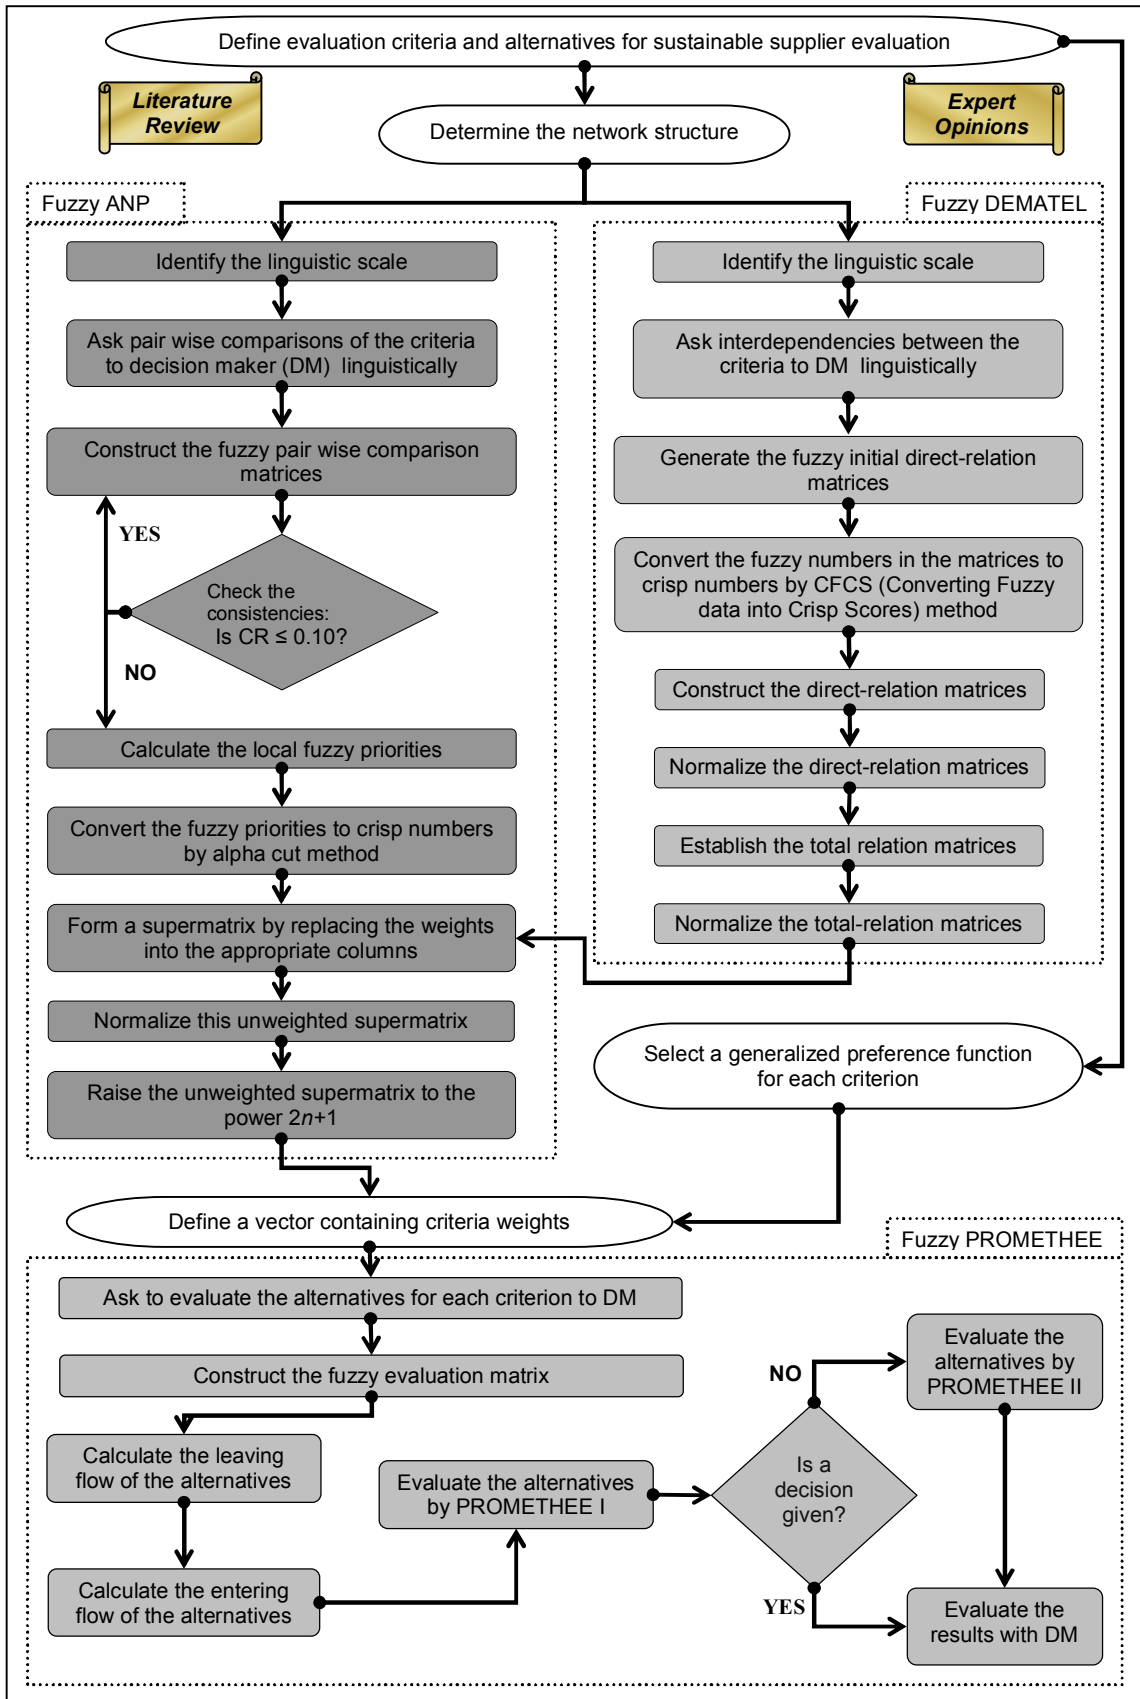 Define evaluation criteria and alternatives for sustainable supplier evaluation
Literature
Review
Expert
Opinions
Determine the network structure
Fuzzy ANP
Identify the linguistic scale
Ask pair wise comparisons of the criteria
to decision maker (DM) linguistically
Construct the fuzzy pair wise comparison
matrices
YES
Check the
consistencies:
Is CR ≤ 0.10?
NO
Calculate the local fuzzy priorities
Convert the fuzzy priorities to crisp numbers
by alpha cut method
Form a supermatrix by replacing the weights
into the appropriate columns
Normalize this unweighted supermatrix
Raise the unweighted supermatrix to the
power 2n+1
Fuzzy DEMATEL
Identify the linguistic scale
Ask interdependencies between the
criteria to DM linguistically
Generate the fuzzy initial direct-relation
matrices
Convert the fuzzy numbers in the matrices to
crisp numbers by CFCS (Converting Fuzzy
data into Crisp Scores) method
Construct the direct-relation matrices
Normalize the direct-relation matrices
Establish the total relation matrices
Normalize the total-relation matrices
Select a generalized preference function
for each criterion
Define a vector containing criteria weights
Fuzzy PROMETHEE
Ask to evaluate the alternatives for each criterion to DM
Construct the fuzzy evaluation matrix
Calculate the leaving
flow of the alternatives
Calculate the entering
flow of the alternatives
Evaluate the alternatives
by PROMETHEE I
Is a
decision
given?
NO
Evaluate the
alternatives by
PROMETHEE II
YES
Evaluate the
results with DM